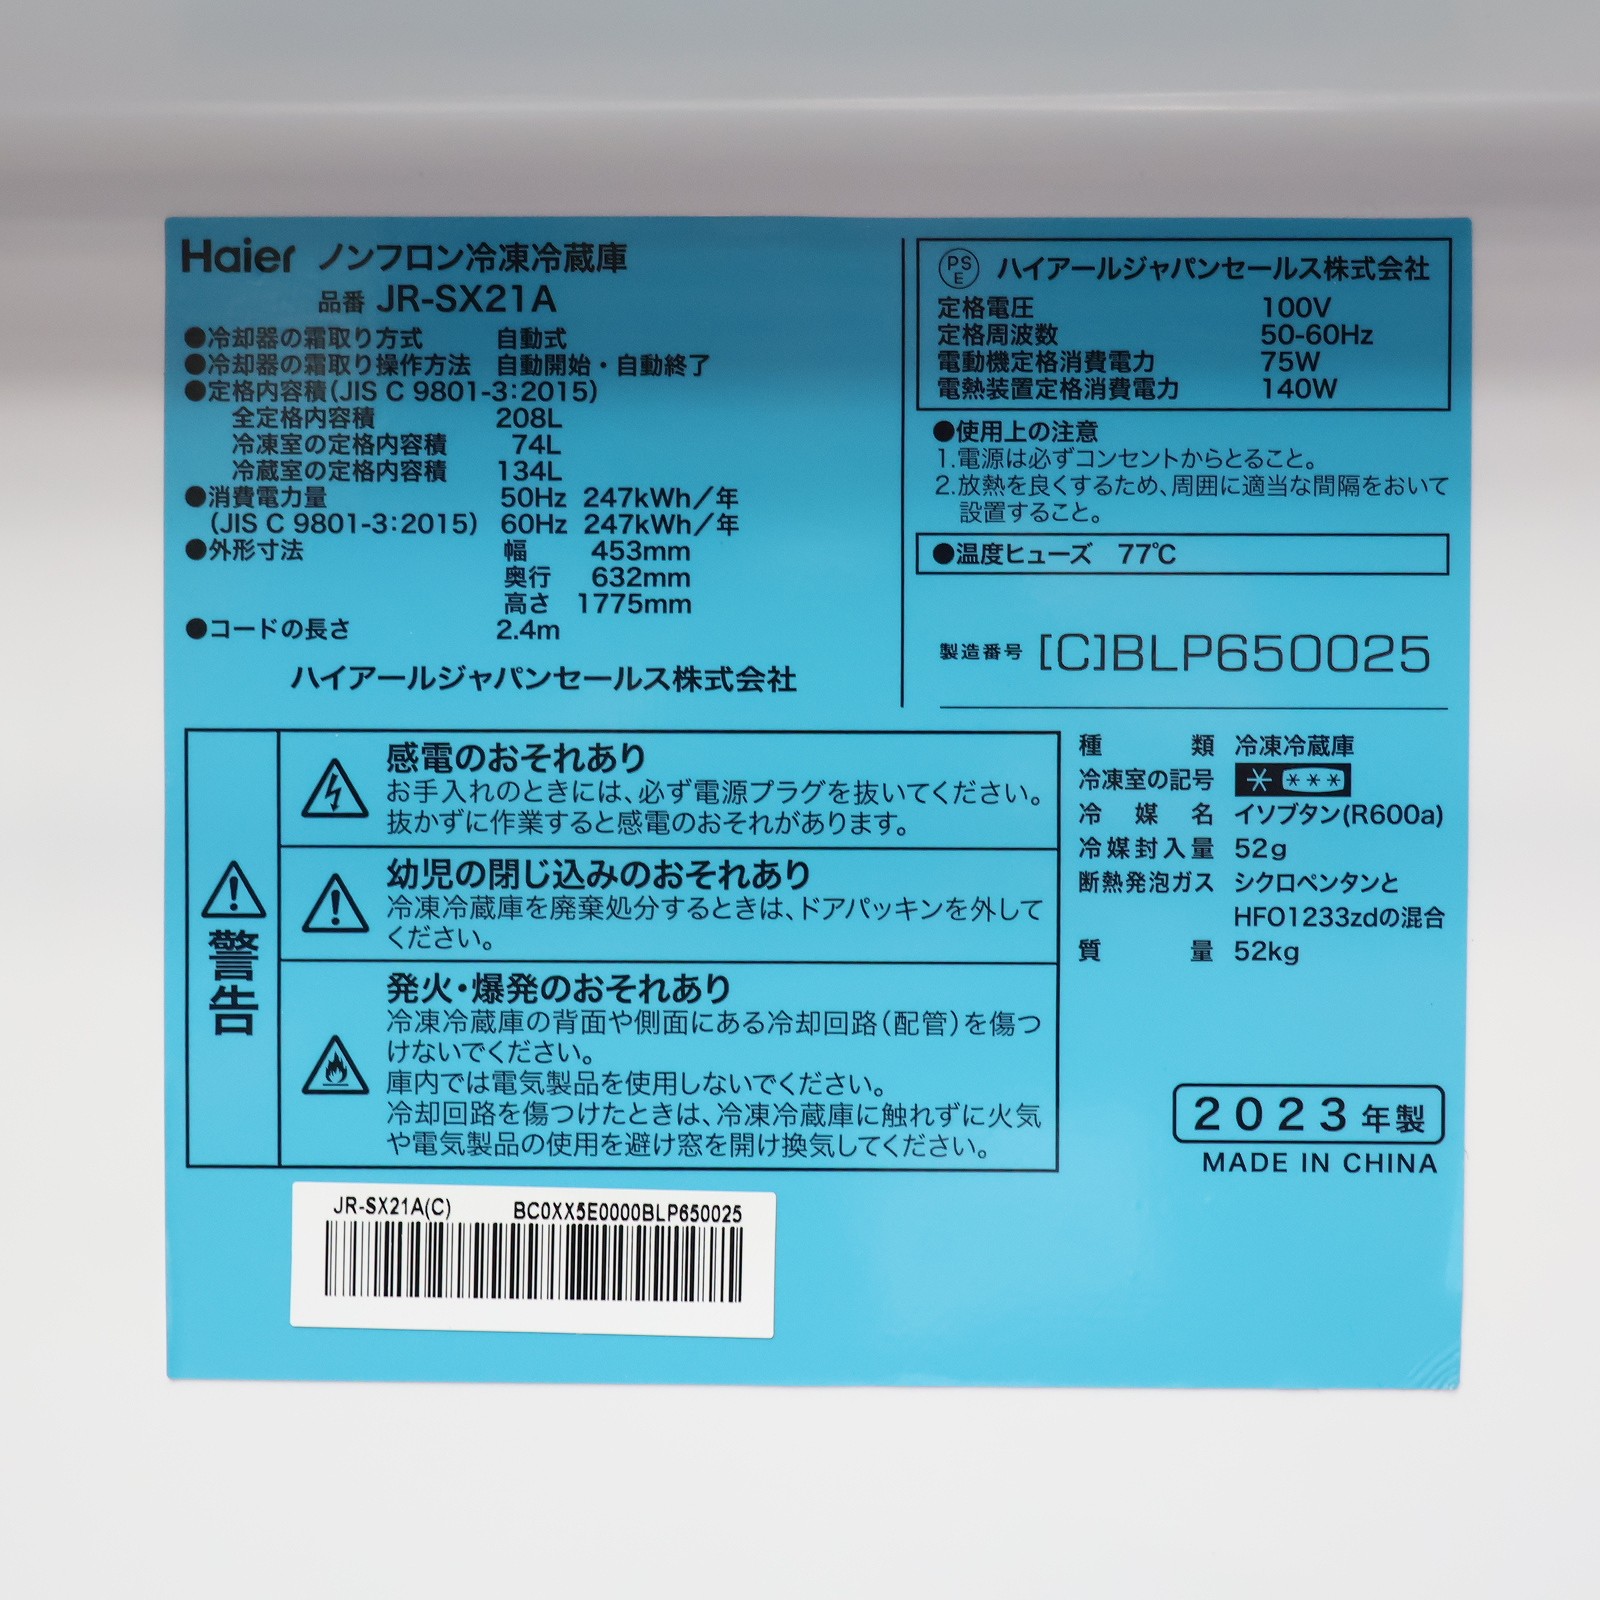 Haier ノンフロン冷凍冷蔵庫
品番 JR-SX21A
●冷却器の霜取り方式 自動式
●冷却器の霜取り操作方法 自動開始・自動終了
●定格内容積(JIS C 9801-3:2015)
全定格内容積 208L
冷凍室の定格内容積 74L
冷蔵室の定格内容積 134L
●消費電力量 50Hz 247kWh/年
(JIS C 9801-3:2015) 60Hz 247kWh/年
●外形寸法 幅 453mm
奥行 632mm
高さ 1775mm
●コードの長さ 2.4m
ハイアールジャパンセールス株式会社
PSE ハイアールジャパンセールス株式会社
定格電圧 100V
定格周波数 50-60Hz
電動機定格消費電力 75W
電熱装置定格消費電力 140W
●使用上の注意
1.電源は必ずコンセントからとること。
2.放熱を良くするため、周囲に適当な間隔をおいて
設置すること。
●温度ヒューズ 77℃
製造番号 [C]BLP650025
警告
感電のおそれあり
お手入れのときには、必ず電源プラグを抜いてください。
抜かずに作業すると感電のおそれがあります。
幼児の閉じ込みのおそれあり
冷凍冷蔵庫を廃棄処分するときは、ドアパッキンを外して
ください。
発火・爆発のおそれあり
冷凍冷蔵庫の背面や側面にある冷却回路(配管)を傷つ
けないでください。
庫内では電気製品を使用しないでください。
冷却回路を傷つけたときは、冷凍冷蔵庫に触れずに火気
や電気製品の使用を避け窓を開け換気してください。
種類 冷凍冷蔵庫
冷凍室の記号
冷媒名 イソブタン(R600a)
冷媒封入量 52g
断熱発泡ガス シクロペンタンと
HFO1233zdの混合
質量 52kg
2023年製
MADE IN CHINA
JR-SX21A(C) BC0XX5E0000BLP650025